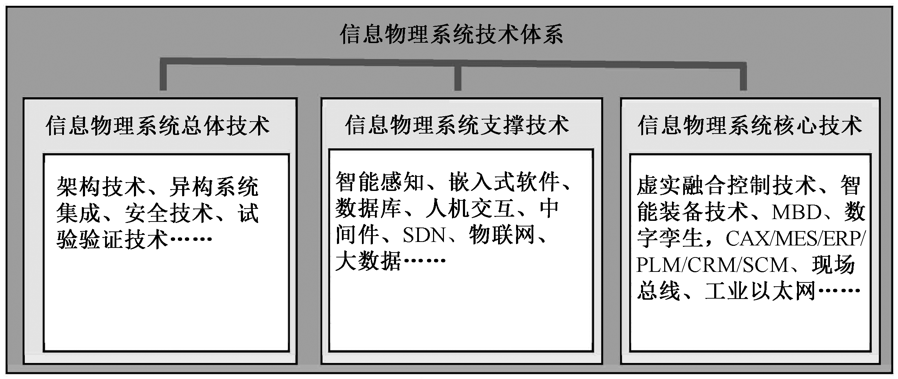 信息物理系统技术体系
信息物理系统总体技术
架构技术、异构系统
集成、安全技术、试
验验证技术……
信息物理系统支撑技术
智能感知、嵌入式软件、
数据库、人机交互、中
间件、SDN、物联网、
大数据……
信息物理系统核心技术
虚实融合控制技术、智
能装备技术、MBD、数
字孪生，CAX/MES/ERP/
PLM/CRM/SCM、现场
总线、工业以太网……